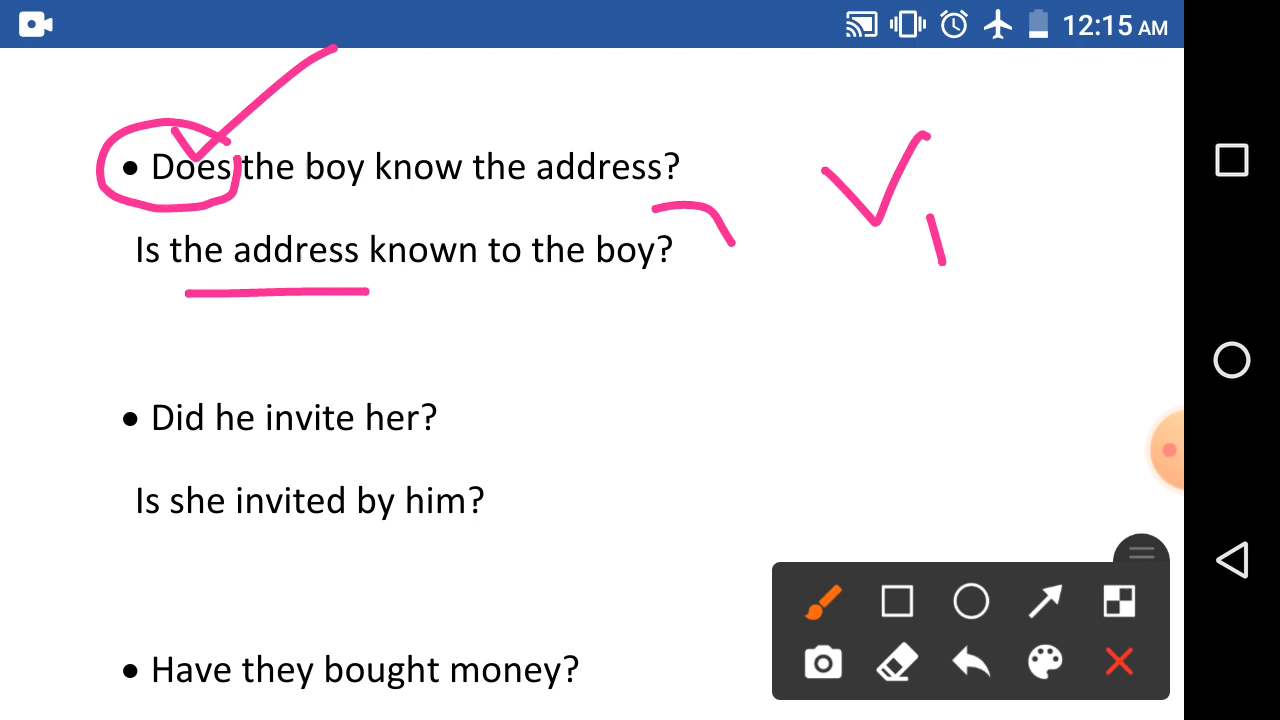 12:15 AM
• Does the boy know the address?
Is the address known to the boy?
• Did he invite her?
Is she invited by him?
• Have they bought money?